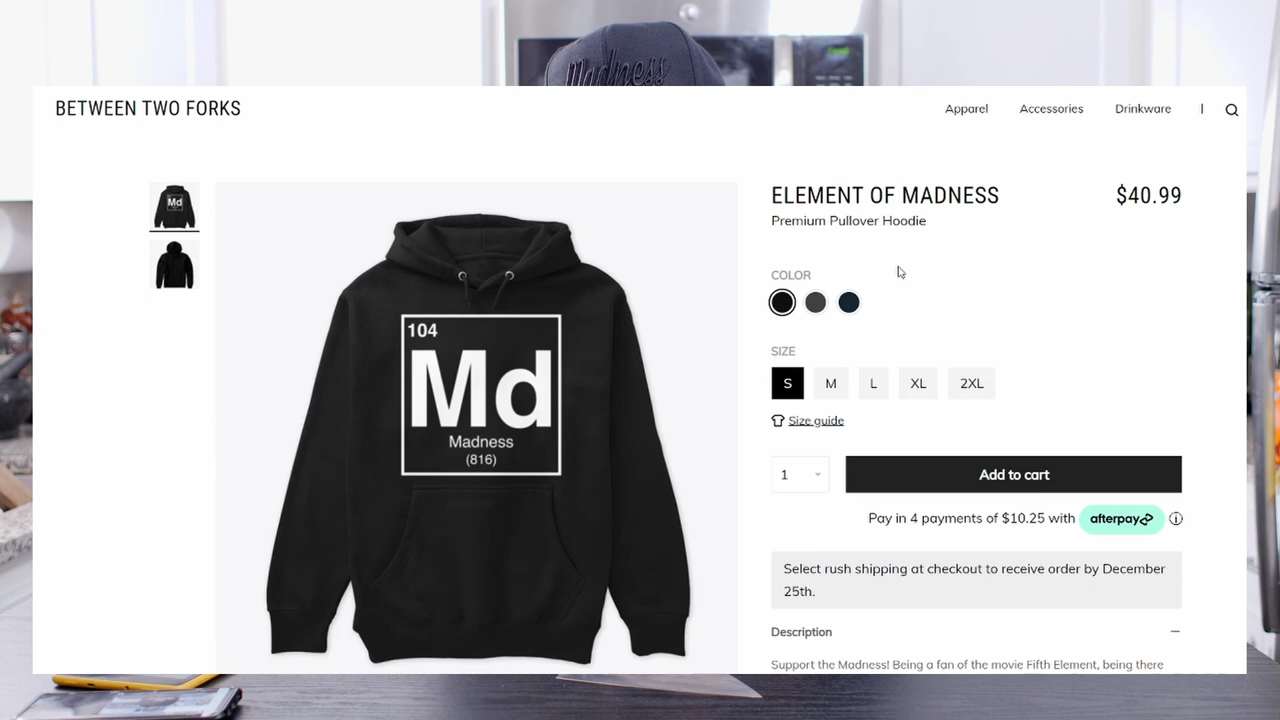 Madness
BETWEEN TWO FORKS
Apparel Accessories Drinkware |
Md
104
Md
Madness
(816)
ELEMENT OF MADNESS $40.99
Premium Pullover Hoodie
COLOR
SIZE
S M L XL 2XL
Size guide
1 Add to cart
Pay in 4 payments of $10.25 with afterpay
Select rush shipping at checkout to receive order by December
25th.
Description
Support the Madness! Being a fan of the movie Fifth Element, being there